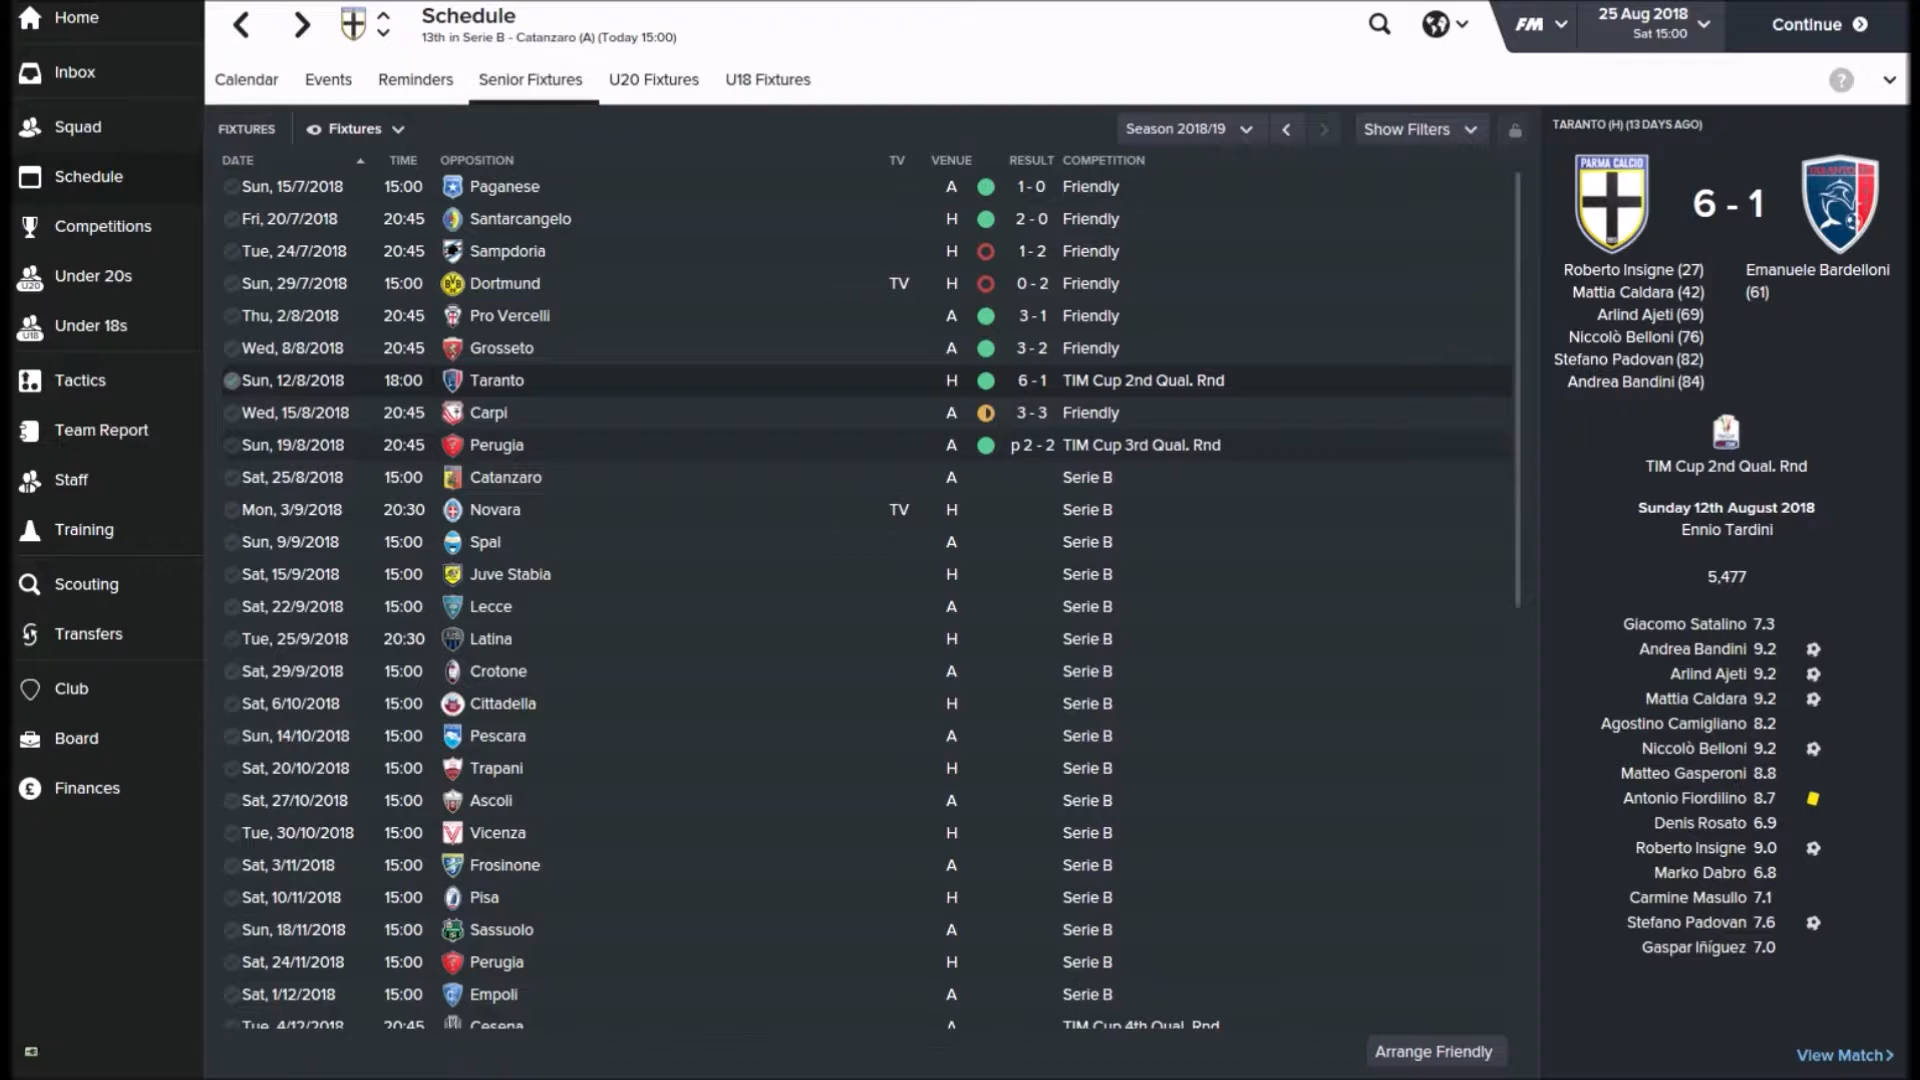 Home
Inbox
Squad
Schedule
Competitions
U20
Under 20s
U18
Under 18s
Tactics
Team Report
Staff
Training
Scouting
Transfers
Club
Board
Finances
Schedule
13th in Serie B - Catanzaro (A) (Today 15:00)
FM
25 Aug 2018
Sat 15:00
Continue
Calendar Events Reminders Senior Fixtures U20 Fixtures U18 Fixtures
?
FIXTURES Fixtures Season 2018/19 Show Filters
DATE TIME OPPOSITION TV VENUE RESULT COMPETITION
Sun, 15/7/2018 15:00 Paganese A 1 - 0 Friendly
Fri, 20/7/2018 20:45 Santarcangelo H 2 - 0 Friendly
Tue, 24/7/2018 20:45 Sampdoria H 1 - 2 Friendly
Sun, 29/7/2018 15:00 Dortmund TV H 0 - 2 Friendly
Thu, 2/8/2018 20:45 Pro Vercelli A 3 - 1 Friendly
Wed, 8/8/2018 20:45 Grosseto A 3 - 2 Friendly
Sun, 12/8/2018 18:00 Taranto H 6 - 1 TIM Cup 2nd Qual. Rnd
Wed, 15/8/2018 20:45 Carpi A 3 - 3 Friendly
Sun, 19/8/2018 20:45 Perugia A p 2 - 2 TIM Cup 3rd Qual. Rnd
Sat, 25/8/2018 15:00 Catanzaro A Serie B
Mon, 3/9/2018 20:30 Novara TV H Serie B
Sun, 9/9/2018 15:00 Spal A Serie B
Sat, 15/9/2018 15:00 Juve Stabia H Serie B
Sat, 22/9/2018 15:00 Lecce A Serie B
Tue, 25/9/2018 20:30 Latina H Serie B
Sat, 29/9/2018 15:00 Crotone A Serie B
Sat, 6/10/2018 15:00 Cittadella H Serie B
Sun, 14/10/2018 15:00 Pescara A Serie B
Sat, 20/10/2018 15:00 Trapani H Serie B
Sat, 27/10/2018 15:00 Ascoli A Serie B
Tue, 30/10/2018 15:00 Vicenza H Serie B
Sat, 3/11/2018 15:00 Frosinone A Serie B
Sat, 10/11/2018 15:00 Pisa H Serie B
Sun, 18/11/2018 15:00 Sassuolo A Serie B
Sat, 24/11/2018 15:00 Perugia H Serie B
Sat, 1/12/2018 15:00 Empoli A Serie B
Tue, 4/12/2018 20:45 Cesena A TIM Cup 4th Qual. Rnd
Arrange Friendly
TARANTO (H) (13 DAYS AGO)
PARMA CALCIO
6 - 1
Roberto Insigne (27)
Mattia Caldara (42)
Arlind Ajeti (69)
Niccolò Belloni (76)
Stefano Padovan (82)
Andrea Bandini (84)
Emanuele Bardelloni
(61)
TIM Cup 2nd Qual. Rnd
Sunday 12th August 2018
Ennio Tardini
5,477
Giacomo Satalino 7.3
Andrea Bandini 9.2
Arlind Ajeti 9.2
Mattia Caldara 9.2
Agostino Camigliano 8.2
Niccolò Belloni 9.2
Matteo Gasperoni 8.8
Antonio Fiordilino 8.7
Denis Rosato 6.9
Roberto Insigne 9.0
Marko Dabro 6.8
Carmine Masullo 7.1
Stefano Padovan 7.6
Gaspar Iñíguez 7.0
View Match